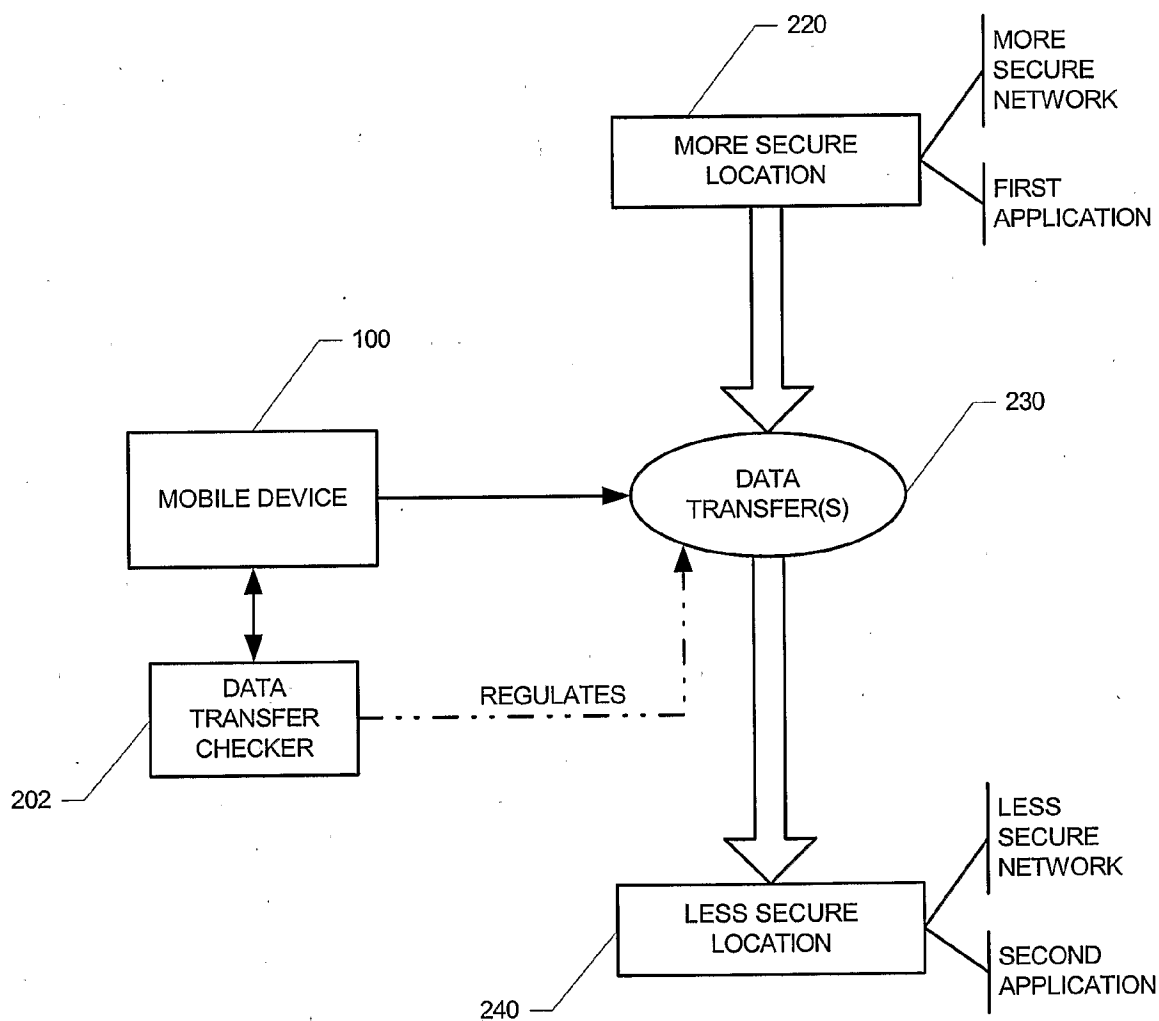 220
MORE
SECURE
NETWORK
MORE SECURE
LOCATION
FIRST
APPLICATION
100
230
MOBILE DEVICE
DATA
TRANSFER(S)
DATA
TRANSFER
CHECKER
REGULATES
202
LESS
SECURE
NETWORK
LESS SECURE
LOCATION
SECOND
APPLICATION
240